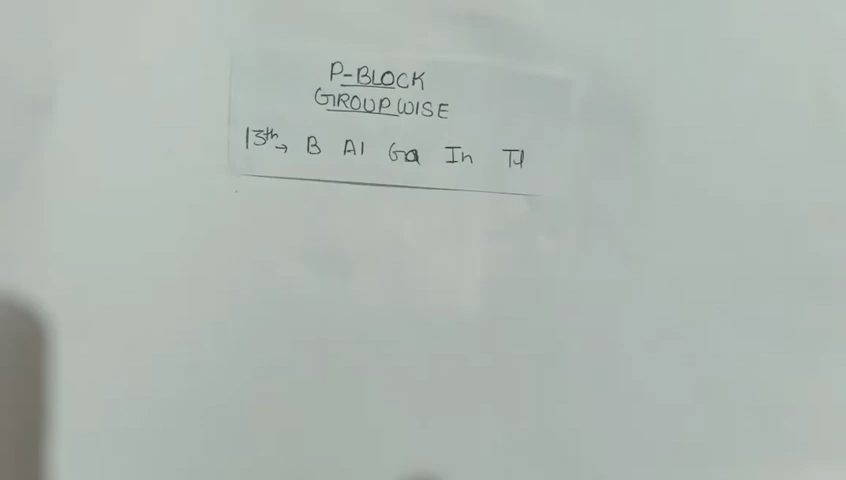 P-BLOCK
GROUPWISE
13th→ B Al Ga In Tl